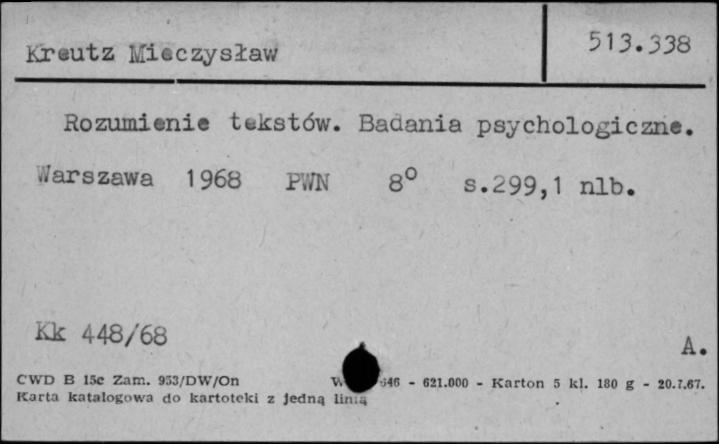 Kreutz Mieczysław
513.338
Rozumienie tekstów. Badania psychologiczne.
Warszawa 1968 PWN 8° s.299,1 nlb.
Kk 448/68
A.
CWD B 15c Zam. 953/DW/On - 621.000 - Karton 5 kl. 180 g - 20.7.67.
Karta katalogowa do kartoteki z jedną linią